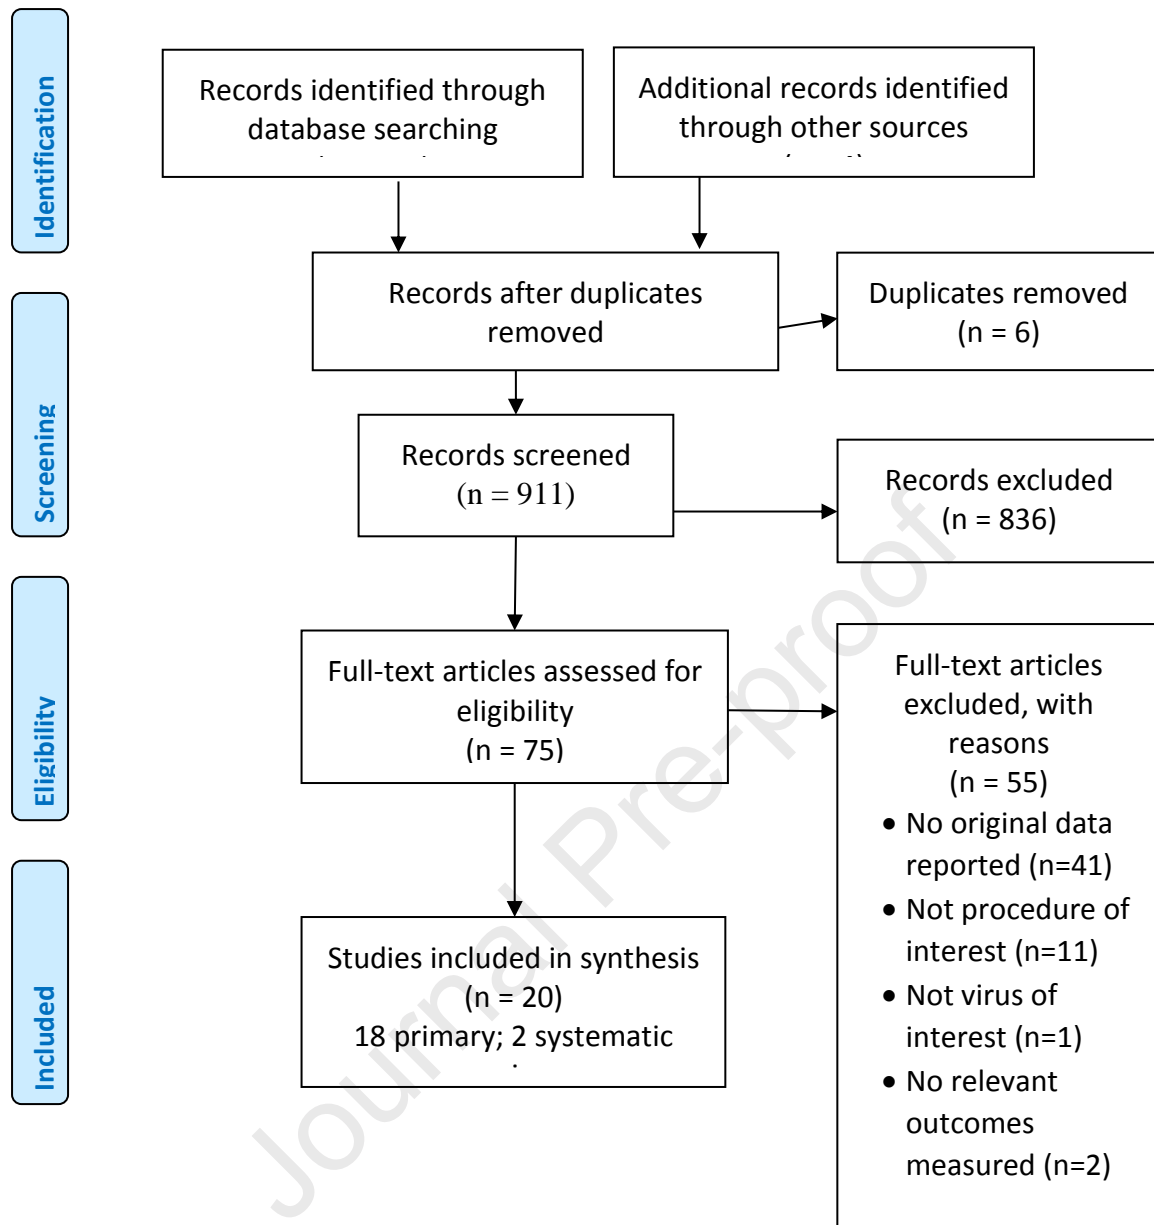 Identification
Records identified through
database searching
Additional records identified
through other sources
Records after duplicates
removed
Duplicates removed
(n = 6)
Screening
Records screened
(n = 911)
Records excluded
(n = 836)
Eligibility
Full-text articles assessed for
eligibility
(n = 75)
Full-text articles
excluded, with
reasons
(n = 55)
• No original data
reported (n=41)
• Not procedure of
interest (n=11)
• Not virus of
interest (n=1)
• No relevant
outcomes
measured (n=2)
Included
Studies included in synthesis
(n = 20)
18 primary; 2 systematic
Journal Pre-proof